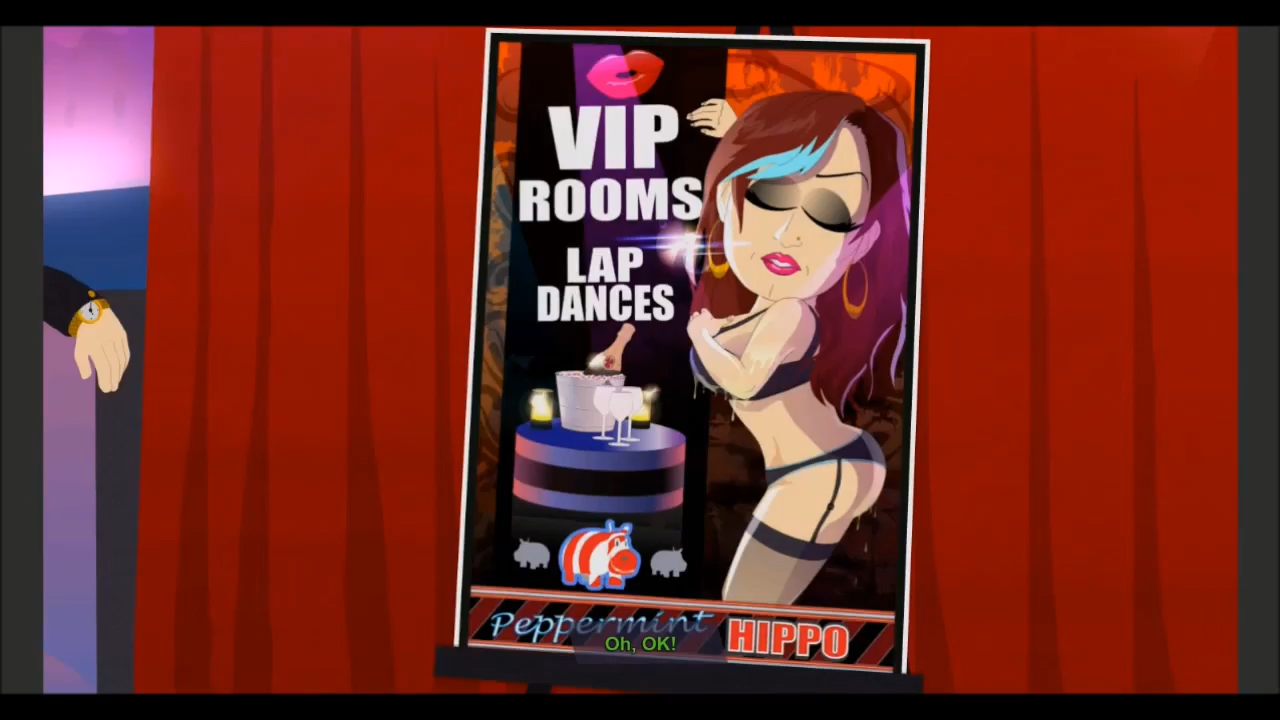 VIP
ROOMS
LAP
DANCES
Peppermint HIPPO
Oh, OK!